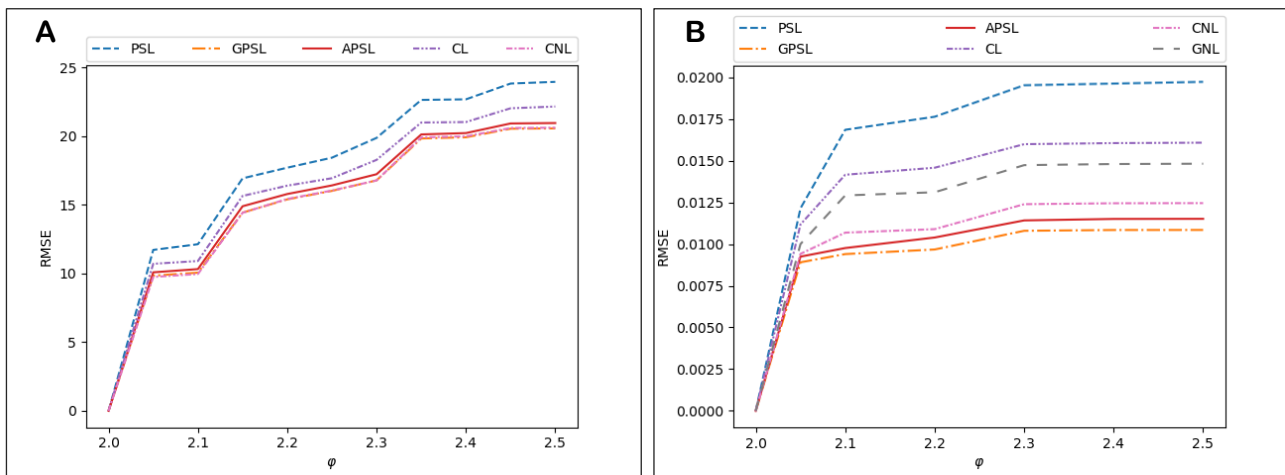 A
PSL GPSL APSL CL CNL
25
20
15
10
5
0
RMSE
2.0 2.1 2.2 2.3 2.4 2.5
φ
B
PSL APSL CNL
GPSL CL GNL
0.0200
0.0175
0.0150
0.0125
0.0100
0.0075
0.0050
0.0025
0.0000
RMSE
2.0 2.1 2.2 2.3 2.4 2.5
φ